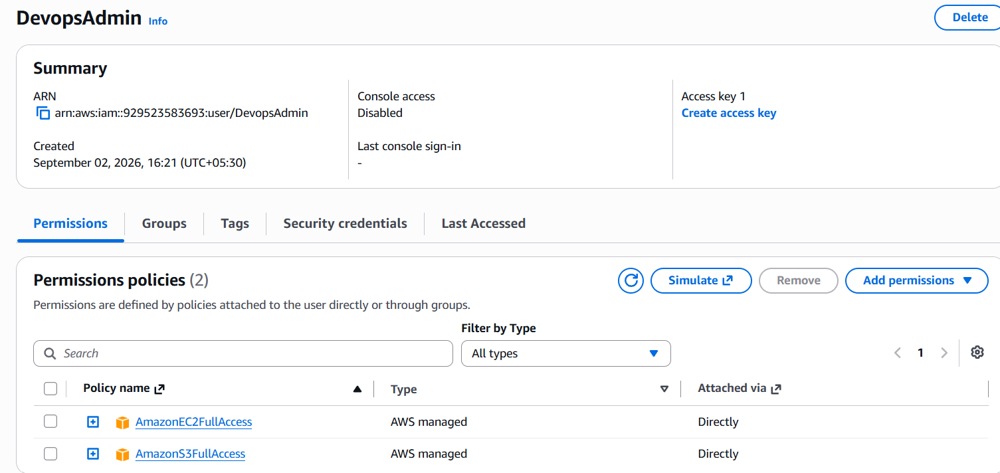 DevopsAdmin Info
Delete
Summary
ARN
arn:aws:iam::929523583693:user/DevopsAdmin
Created
September 02, 2026, 16:21 (UTC+05:30)
Console access
Disabled
Last console sign-in
-
Access key 1
Create access key
Permissions Groups Tags Security credentials Last Accessed
Permissions policies (2)
Simulate Remove Add permissions
Permissions are defined by policies attached to the user directly or through groups.
Filter by Type
Search All types 1
Policy name Type Attached via
AmazonEC2FullAccess AWS managed Directly
AmazonS3FullAccess AWS managed Directly